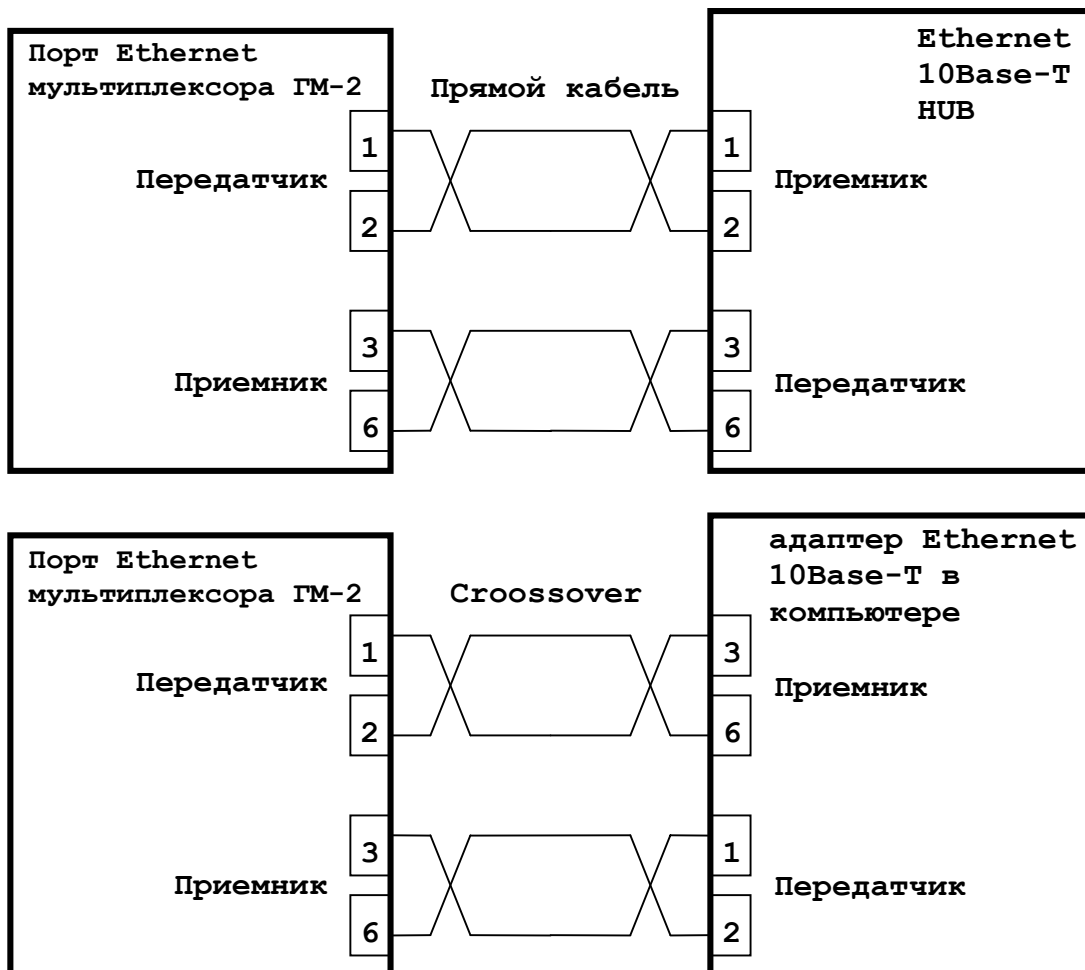 Порт Ethernet
мультиплексора ГМ-2
Прямой кабель
Ethernet
10Base-T
HUB
1
1
Передатчик
Приемник
2
2
3
3
Приемник
Передатчик
6
6
Порт Ethernet
мультиплексора ГМ-2
Croossover
адаптер Ethernet
10Base-T в
компьютере
1
3
Передатчик
Приемник
2
6
3
1
Приемник
Передатчик
6
2